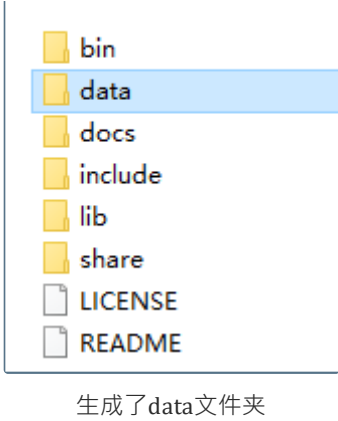 bin
data
docs
include
lib
share
LICENSE
README
生成了data文件夹